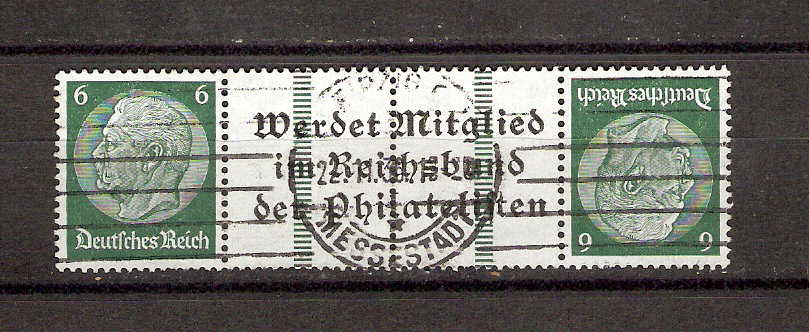 6 6
Deutsches Reich
Werdet Mitglied
im Reichsbund
der Philatelisten
MESSESTADT
Deutsches Reich
6 6